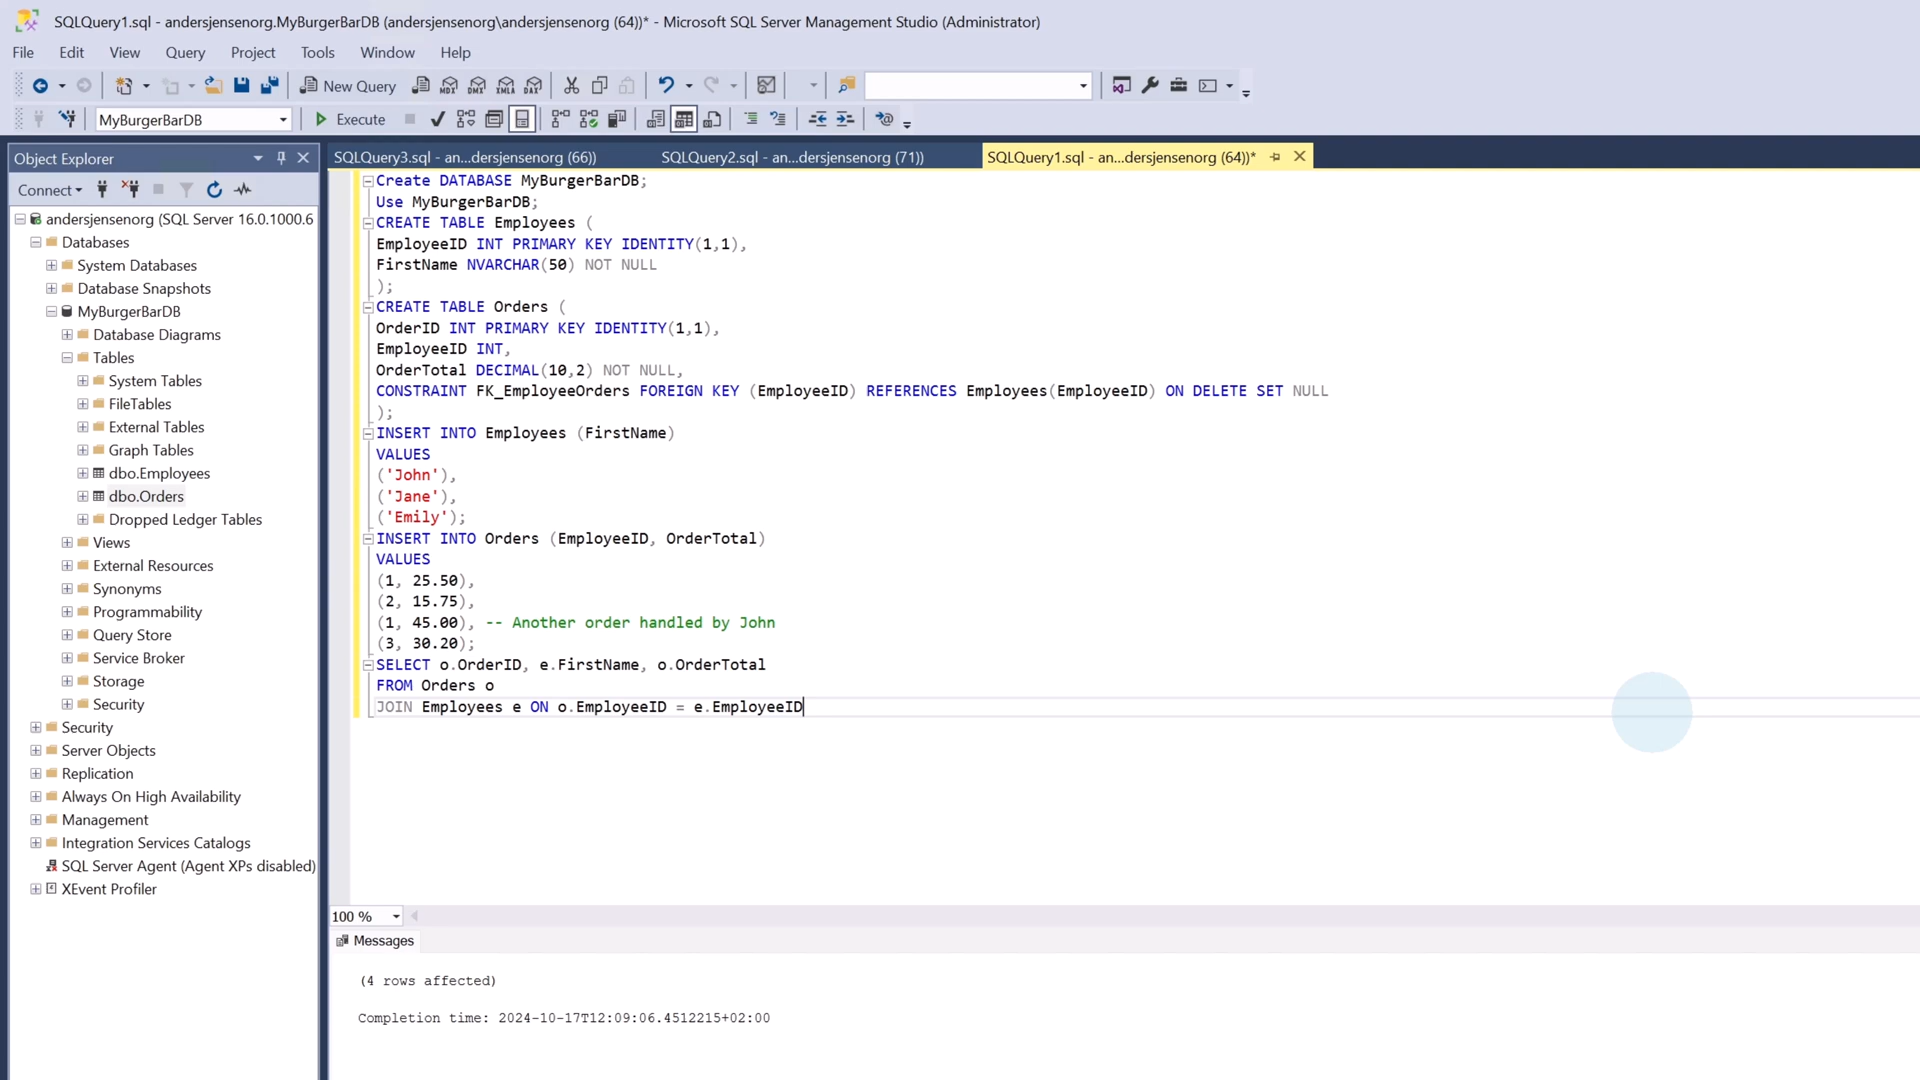 SQLQuery1.sql - andersjensenorg.MyBurgerBarDB (andersjensenorg\andersjensenorg (64))* - Microsoft SQL Server Management Studio (Administrator)
File Edit View Query Project Tools Window Help
New Query MDX DMX XMLA DAX
MyBurgerBarDB Execute
Object Explorer
SQLQuery3.sql - an...dersjensenorg (66)) SQLQuery2.sql - an...dersjensenorg (71)) SQLQuery1.sql - an...dersjensenorg (64))*
Connect
andersjensenorg (SQL Server 16.0.1000.6
Databases
System Databases
Database Snapshots
MyBurgerBarDB
Database Diagrams
Tables
System Tables
FileTables
External Tables
Graph Tables
dbo.Employees
dbo.Orders
Dropped Ledger Tables
Views
External Resources
Synonyms
Programmability
Query Store
Service Broker
Storage
Security
Security
Server Objects
Replication
Always On High Availability
Management
Integration Services Catalogs
SQL Server Agent (Agent XPs disabled)
XEvent Profiler
Create DATABASE MyBurgerBarDB;
Use MyBurgerBarDB;
CREATE TABLE Employees (
EmployeeID INT PRIMARY KEY IDENTITY(1,1),
FirstName NVARCHAR(50) NOT NULL
);
CREATE TABLE Orders (
OrderID INT PRIMARY KEY IDENTITY(1,1),
EmployeeID INT,
OrderTotal DECIMAL(10,2) NOT NULL,
CONSTRAINT FK_EmployeeOrders FOREIGN KEY (EmployeeID) REFERENCES Employees(EmployeeID) ON DELETE SET NULL
);
INSERT INTO Employees (FirstName)
VALUES
('John'),
('Jane'),
('Emily');
INSERT INTO Orders (EmployeeID, OrderTotal)
VALUES
(1, 25.50),
(2, 15.75),
(1, 45.00), -- Another order handled by John
(3, 30.20);
SELECT o.OrderID, e.FirstName, o.OrderTotal
FROM Orders o
JOIN Employees e ON o.EmployeeID = e.EmployeeID
100 %
Messages
(4 rows affected)
Completion time: 2024-10-17T12:09:06.4512215+02:00